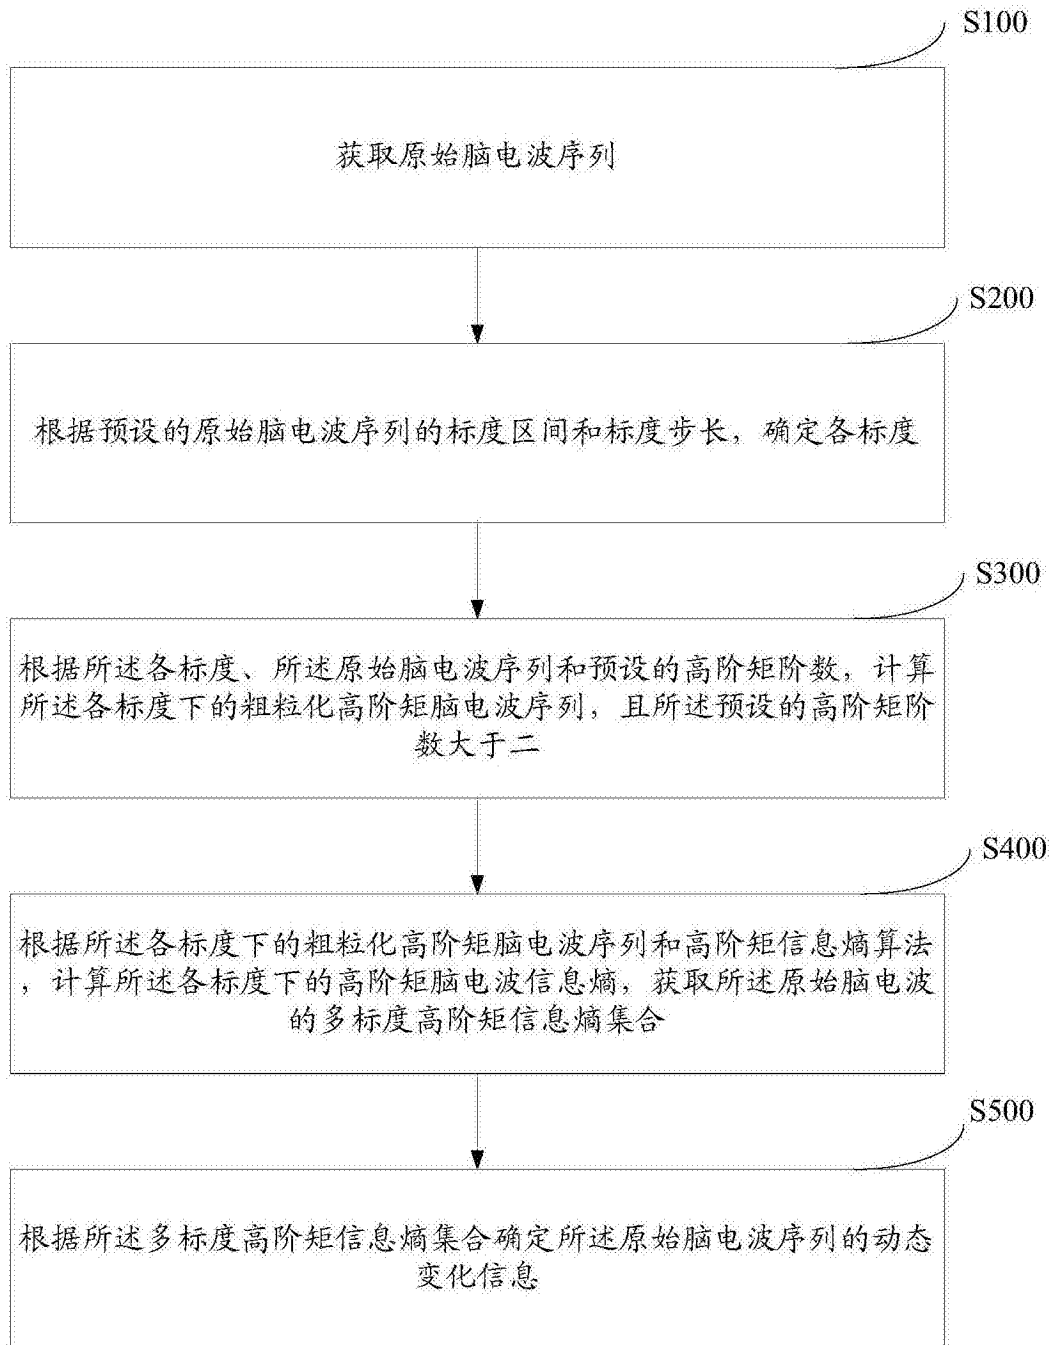 S100
获取原始脑电波序列
S200
根据预设的原始脑电波序列的标度区间和标度步长，确定各标度
S300
根据所述各标度、所述原始脑电波序列和预设的高阶矩阶数，计算
所述各标度下的粗粒化高阶矩脑电波序列，且所述预设的高阶矩阶
数大于二
S400
根据所述各标度下的粗粒化高阶矩脑电波序列和高阶矩信息熵算法
，计算所述各标度下的高阶矩脑电波信息熵，获取所述原始脑电波
的多标度高阶矩信息熵集合
S500
根据所述多标度高阶矩信息熵集合确定所述原始脑电波序列的动态
变化信息